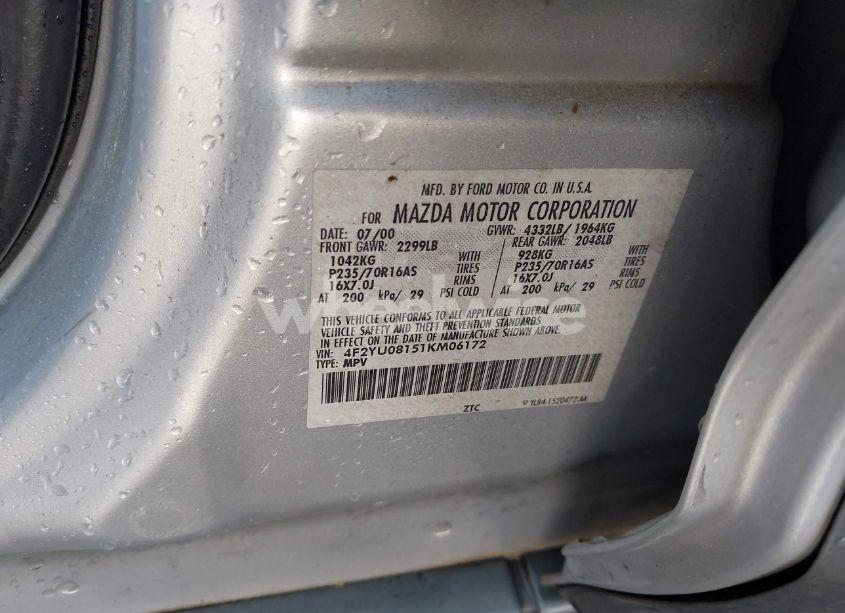 MFD. BY FORD MOTOR CO. IN U.S.A.
FOR MAZDA MOTOR CORPORATION
DATE: 07/00 GVWR: 4332LB/ 1964KG
FRONT GAWR: 2299LB REAR GAWR: 2048LB
1042KG WITH 928KG WITH
P235/70R16AS TIRES P235/70R16AS TIRES
16X7.0J RIMS 16X7.0J RIMS
AT 200 kPa/ 29 PSI COLD AT 200 kPa/ 29 PSI COLD
THIS VEHICLE CONFORMS TO ALL APPLICABLE FEDERAL MOTOR
VEHICLE SAFETY AND THEFT PREVENTION STANDARDS
IN EFFECT ON THE DATE OF MANUFACTURE SHOWN ABOVE.
VIN: 4F2YU08151KM06172
TYPE: MPV
ZTC